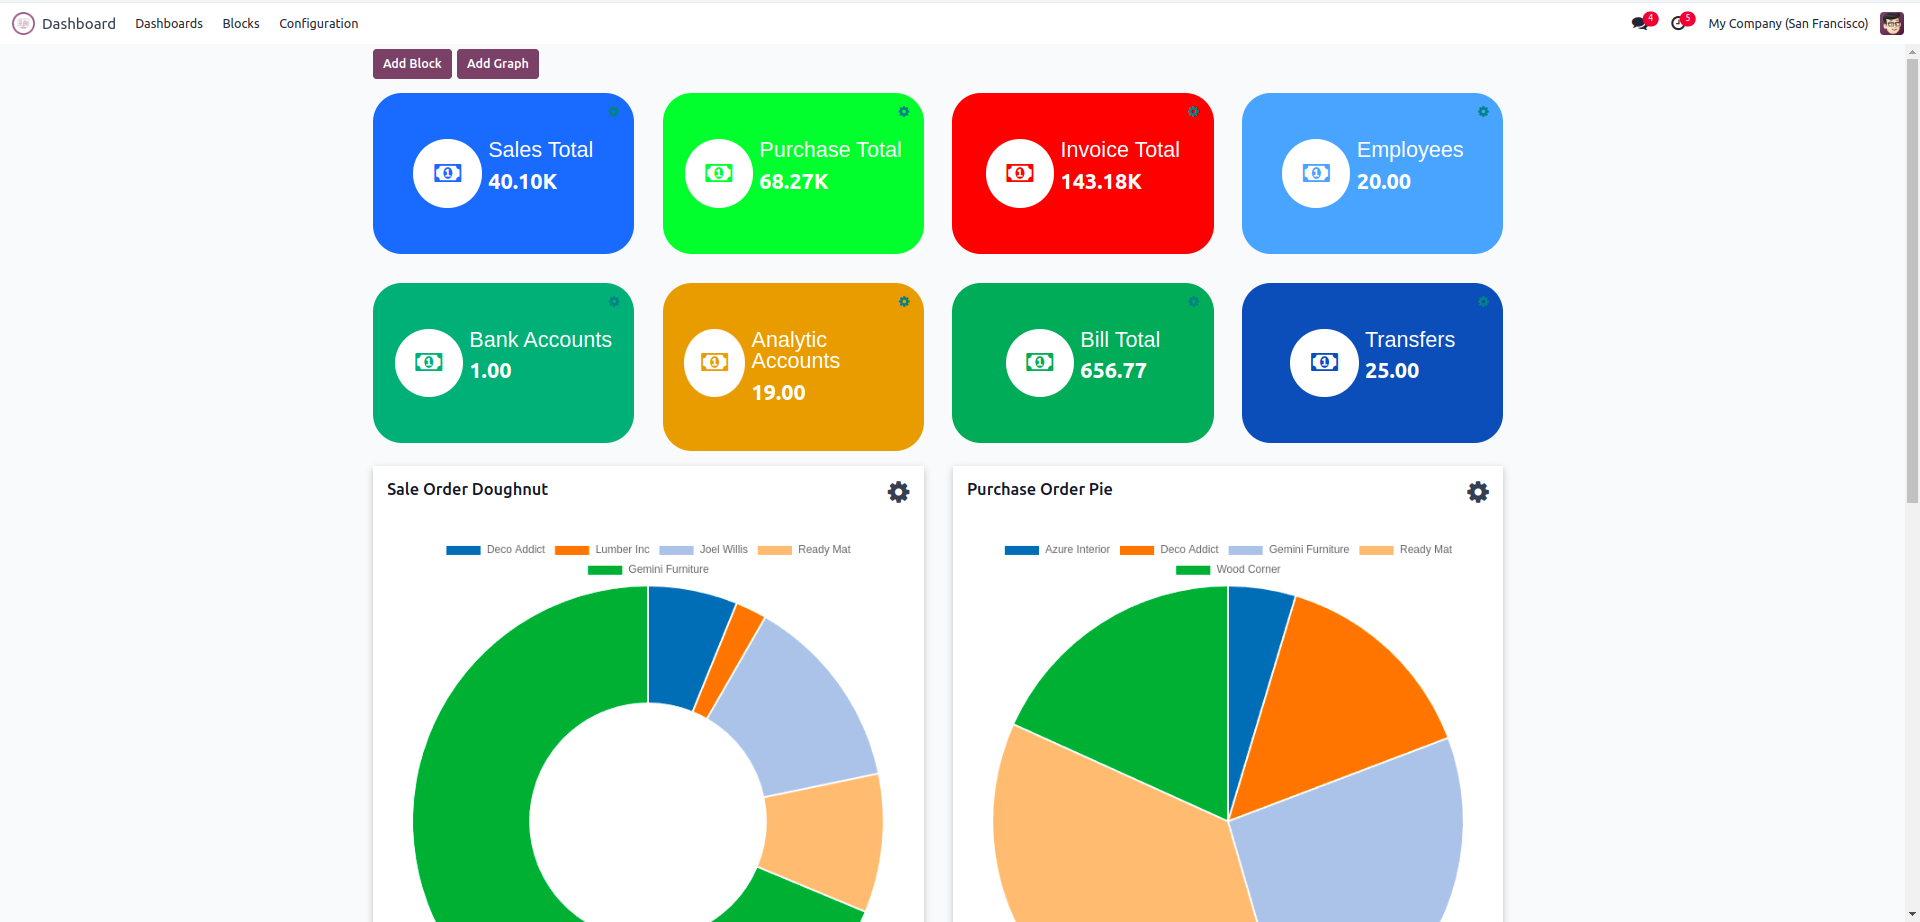 Dashboard Dashboards Blocks Configuration 4 5 My Company (San Francisco)
Add Block Add Graph
Sales Total
40.10K
Purchase Total
68.27K
Invoice Total
143.18K
Employees
20.00
Bank Accounts
1.00
Analytic
Accounts
19.00
Bill Total
656.77
Transfers
25.00
Sale Order Doughnut
Deco Addict Lumber Inc Joel Willis Ready Mat
Gemini Furniture
Purchase Order Pie
Azure Interior Deco Addict Gemini Furniture Ready Mat
Wood Corner